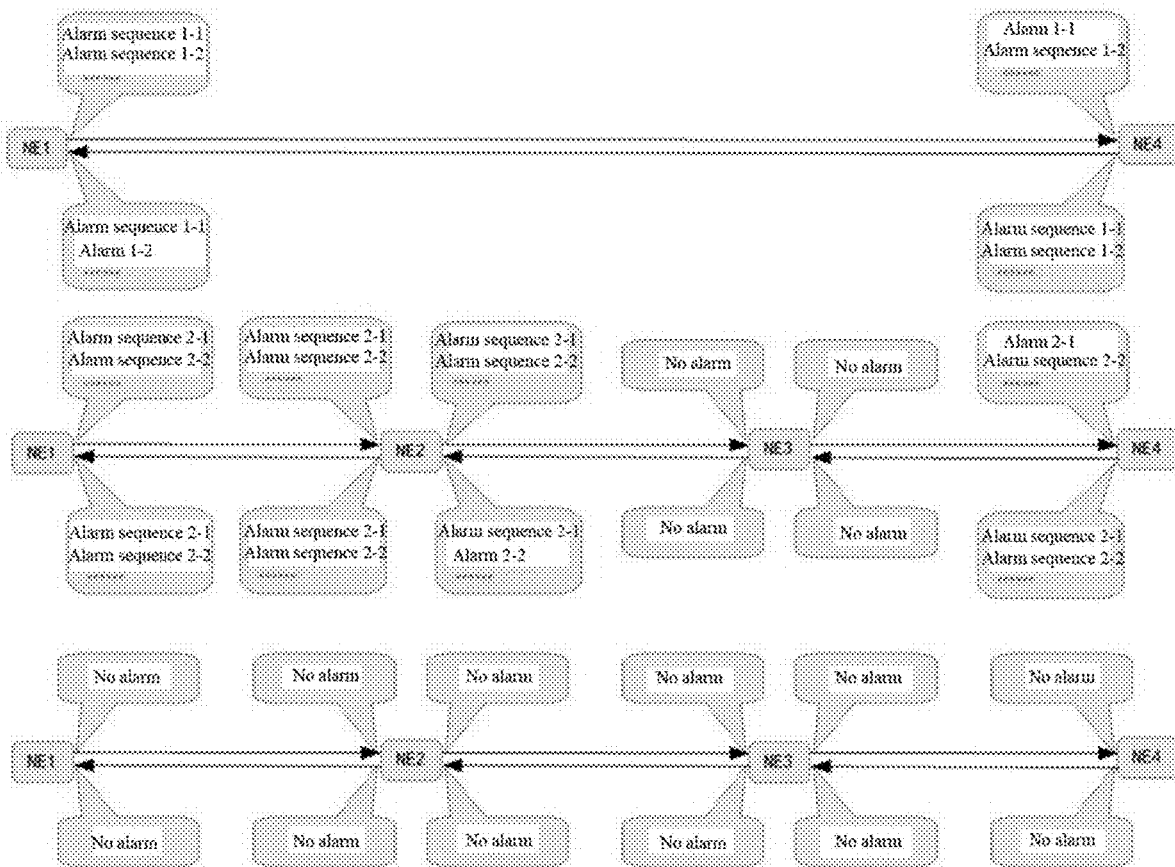 Alarm sequence 1-1
Alarm sequence 1-2
......
Alarm 1-1
Alarm sequence 1-2
......
NE1
NE4
Alarm sequence 1-1
Alarm 1-2
......
Alarm sequence 1-1
Alarm sequence 1-2
......
Alarm sequence 2-1
Alarm sequence 2-2
......
Alarm sequence 2-1
Alarm sequence 2-2
......
Alarm sequence 2-1
Alarm sequence 2-2
......
No alarm
No alarm
Alarm 2-1
Alarm sequence 2-2
......
NE1
NE2
NE3
NE4
Alarm sequence 2-1
Alarm sequence 2-2
......
Alarm sequence 2-1
Alarm sequence 2-2
......
Alarm sequence 2-1
Alarm 2-2
......
No alarm
No alarm
Alarm sequence 2-1
Alarm sequence 2-2
......
No alarm
No alarm
No alarm
No alarm
No alarm
No alarm
NE1
NE2
NE3
NE4
No alarm
No alarm
No alarm
No alarm
No alarm
No alarm